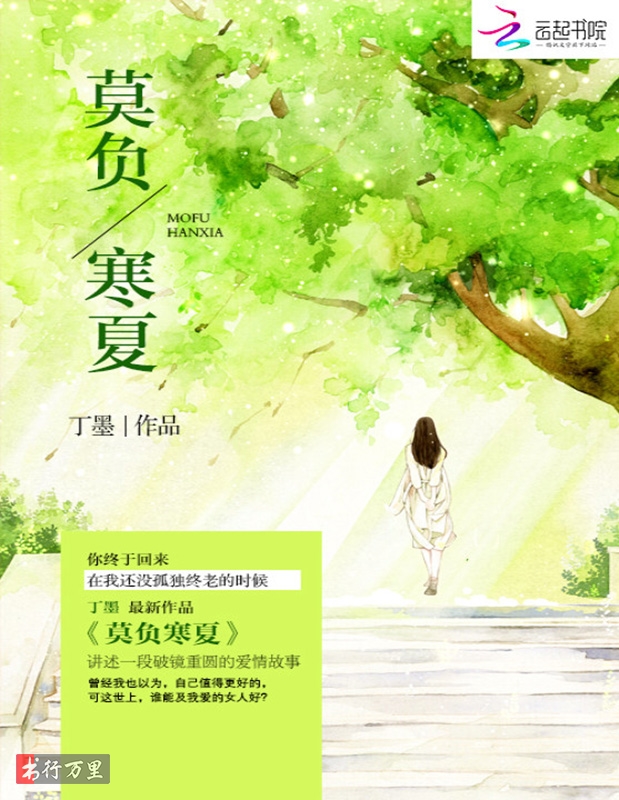 云起书院
莫负/寒夏
MOFU
HANXIA
丁墨|作品
你终于回来
在我还没孤独终老的时候
丁墨 最新作品
《莫负寒夏》
讲述一段破镜重圆的爱情故事
曾经我也以为，自己值得更好的，
可这世上，谁能及我爱的女人好?
书行万里